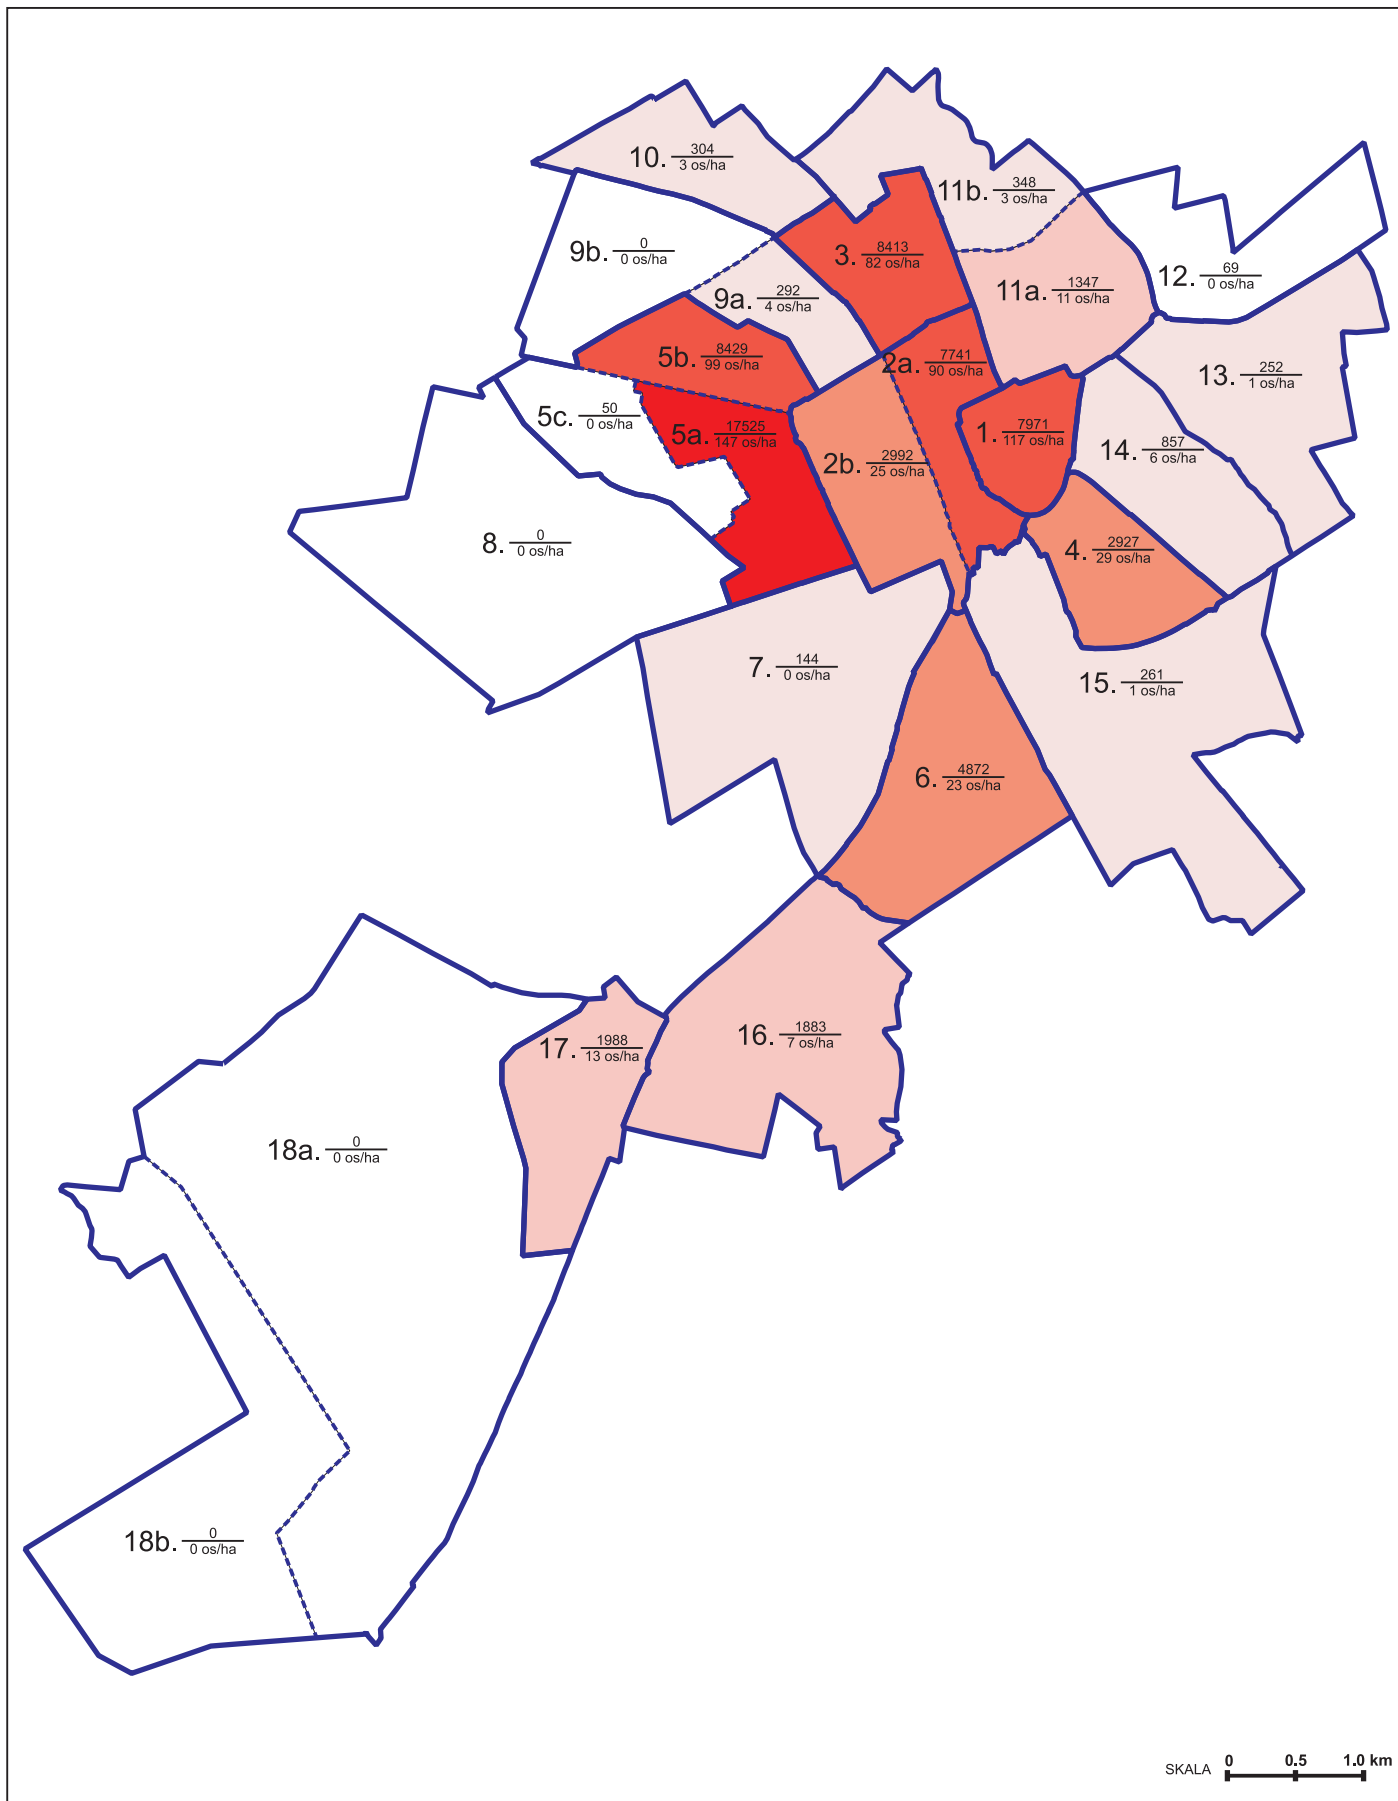 10. 304
3 os/ha
11b. 348
3 os/ha
9b. 0
0 os/ha
3. 8413
82 os/ha
12. 69
0 os/ha
9a. 292
4 os/ha
11a. 1347
11 os/ha
5b. 8429
99 os/ha
2a. 7741
90 os/ha
13. 252
1 os/ha
5c. 50
0 os/ha
5a. 17525
147 os/ha
1. 7971
117 os/ha
2b. 2992
25 os/ha
14. 857
6 os/ha
8. 0
0 os/ha
4. 2927
29 os/ha
7. 144
0 os/ha
15. 261
1 os/ha
6. 4872
23 os/ha
16. 1883
7 os/ha
17. 1988
13 os/ha
18a. 0
0 os/ha
18b. 0
0 os/ha
SKALA 0 0.5 1.0 km